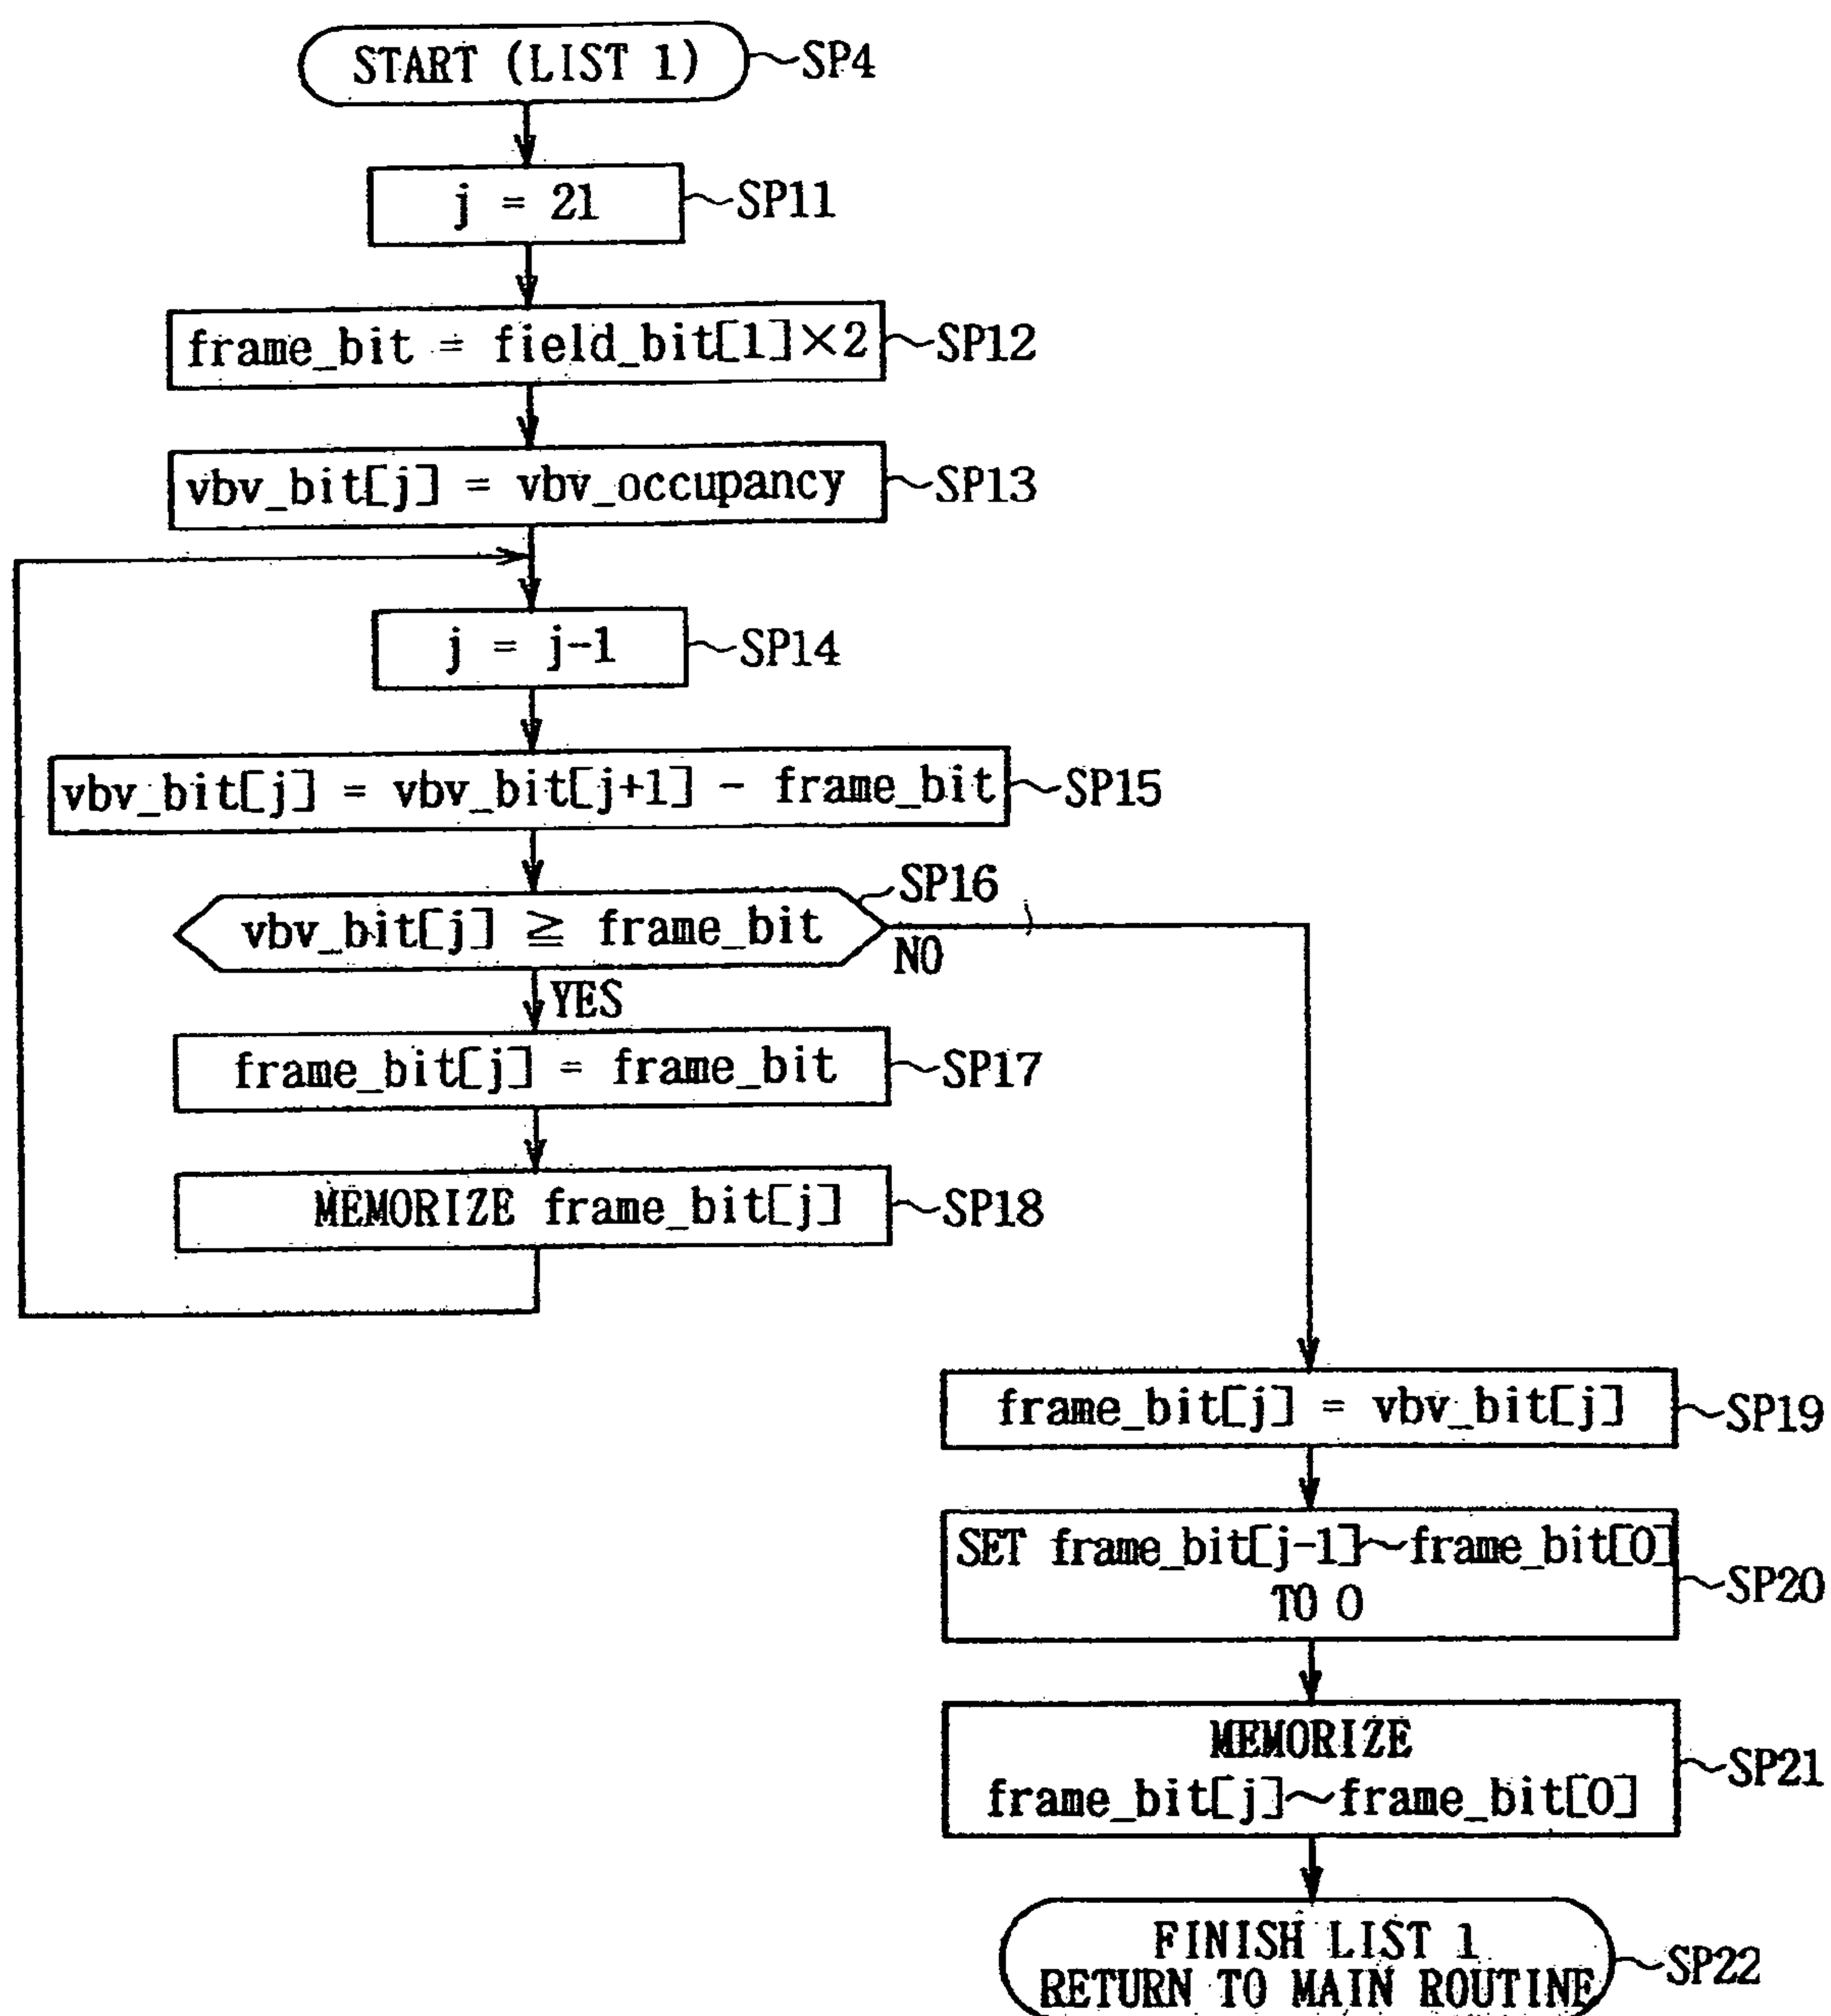 START (LIST 1)
SP4
j = 21
SP11
frame_bit = field_bit[1]×2
SP12
vbv_bit[j] = vbv_occupancy
SP13
j = j-1
SP14
vbv_bit[j] = vbv_bit[j+1] - frame_bit
SP15
SP16
vbv_bit[j] ≧ frame_bit
NO
YES
frame_bit[j] = frame_bit
SP17
MEMORIZE frame_bit[j]
SP18
frame_bit[j] = vbv_bit[j]
SP19
SET frame_bit[j-1]~frame_bit[0]
TO 0
SP20
MEMORIZE
frame_bit[j]~frame_bit[0]
SP21
FINISH LIST 1
RETURN TO MAIN ROUTINE
SP22